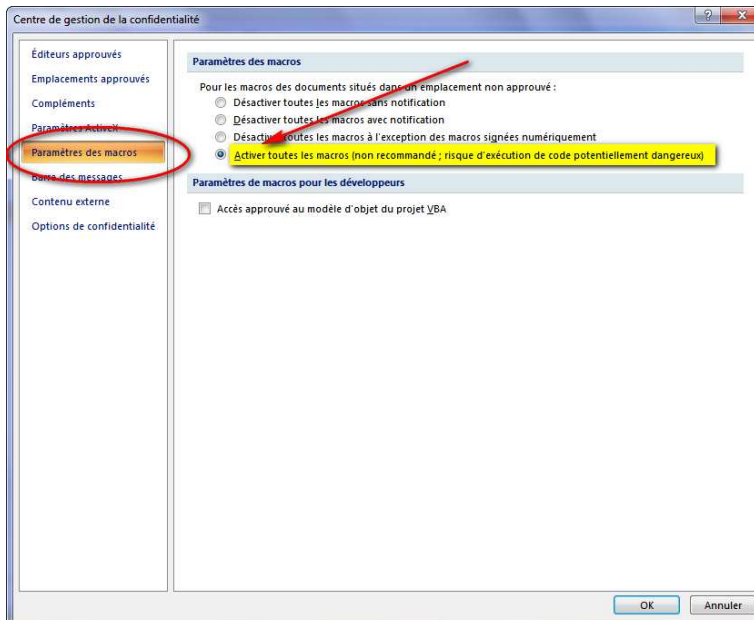 Centre de gestion de la confidentialité
Éditeurs approuvés
Emplacements approuvés
Compléments
Paramètres ActiveX
Paramètres des macros
Barre des messages
Contenu externe
Options de confidentialité
Paramètres des macros
Pour les macros des documents situés dans un emplacement non approuvé :
Désactiver toutes les macros sans notification
Désactiver toutes les macros avec notification
Désactiver toutes les macros à l'exception des macros signées numériquement
Activer toutes les macros (non recommandé ; risque d'exécution de code potentiellement dangereux)
Paramètres de macros pour les développeurs
Accès approuvé au modèle d'objet du projet VBA
OK
Annuler